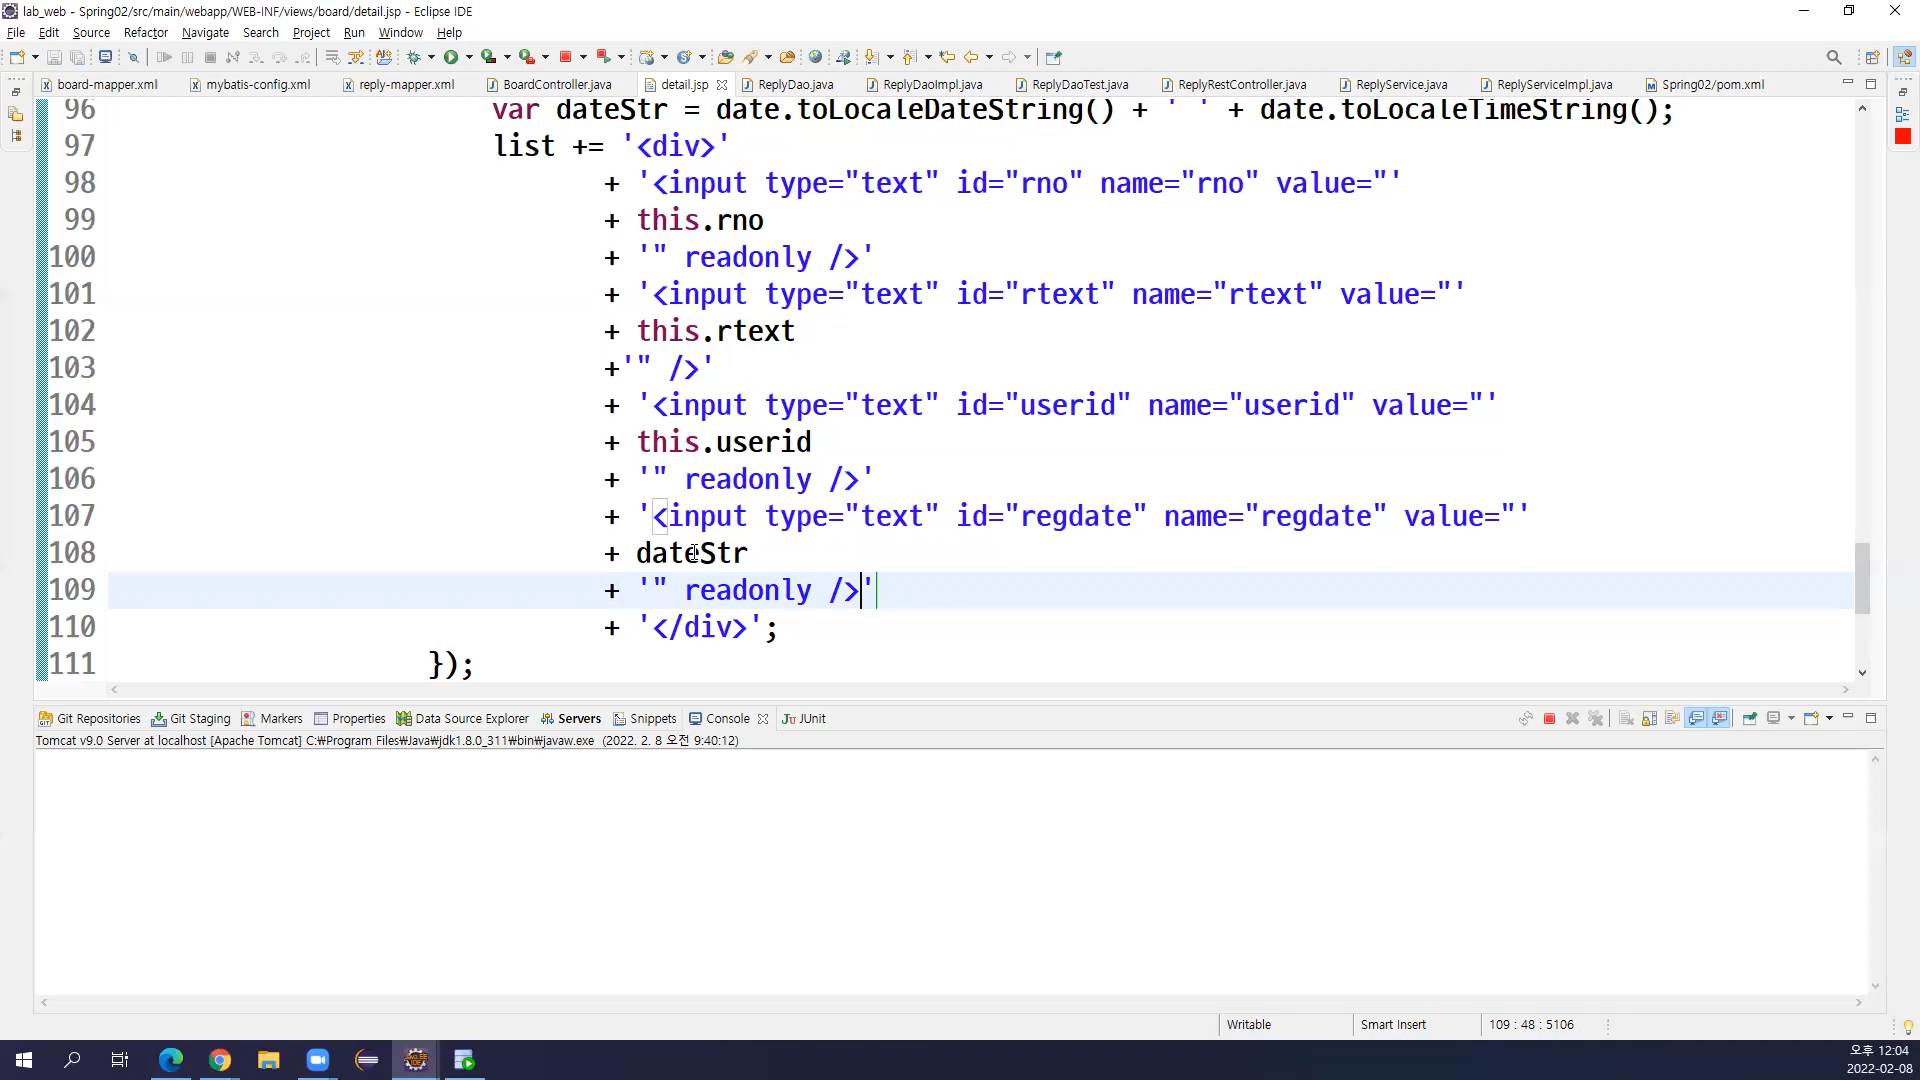 lab_web - Spring02/src/main/webapp/WEB-INF/views/board/detail.jsp - Eclipse IDE
File Edit Source Refactor Navigate Search Project Run Window Help
board-mapper.xml mybatis-config.xml reply-mapper.xml BoardController.java detail.jsp ReplyDao.java ReplyDaoImpl.java ReplyDaoTest.java ReplyRestController.java ReplyService.java ReplyServiceImpl.java Spring02/pom.xml
96 var dateStr = date.toLocaleDateString() + ' ' + date.toLocaleTimeString();
97 list += '<div>'
98 + '<input type="text" id="rno" name="rno" value="'
99 + this.rno
100 + '" readonly />'
101 + '<input type="text" id="rtext" name="rtext" value="'
102 + this.rtext
103 +'" />'
104 + '<input type="text" id="userid" name="userid" value="'
105 + this.userid
106 + '" readonly />'
107 + '<input type="text" id="regdate" name="regdate" value="'
108 + dateStr
109 + '" readonly />'
110 + '</div>';
111 });
Git Repositories Git Staging Markers Properties Data Source Explorer Servers Snippets Console JUnit
Tomcat v9.0 Server at localhost [Apache Tomcat] C:₩Program Files₩Java₩jdk1.8.0_311₩bin₩javaw.exe (2022. 2. 8 오전 9:40:12)
Writable Smart Insert 109 : 48 : 5106
오후 12:04
2022-02-08